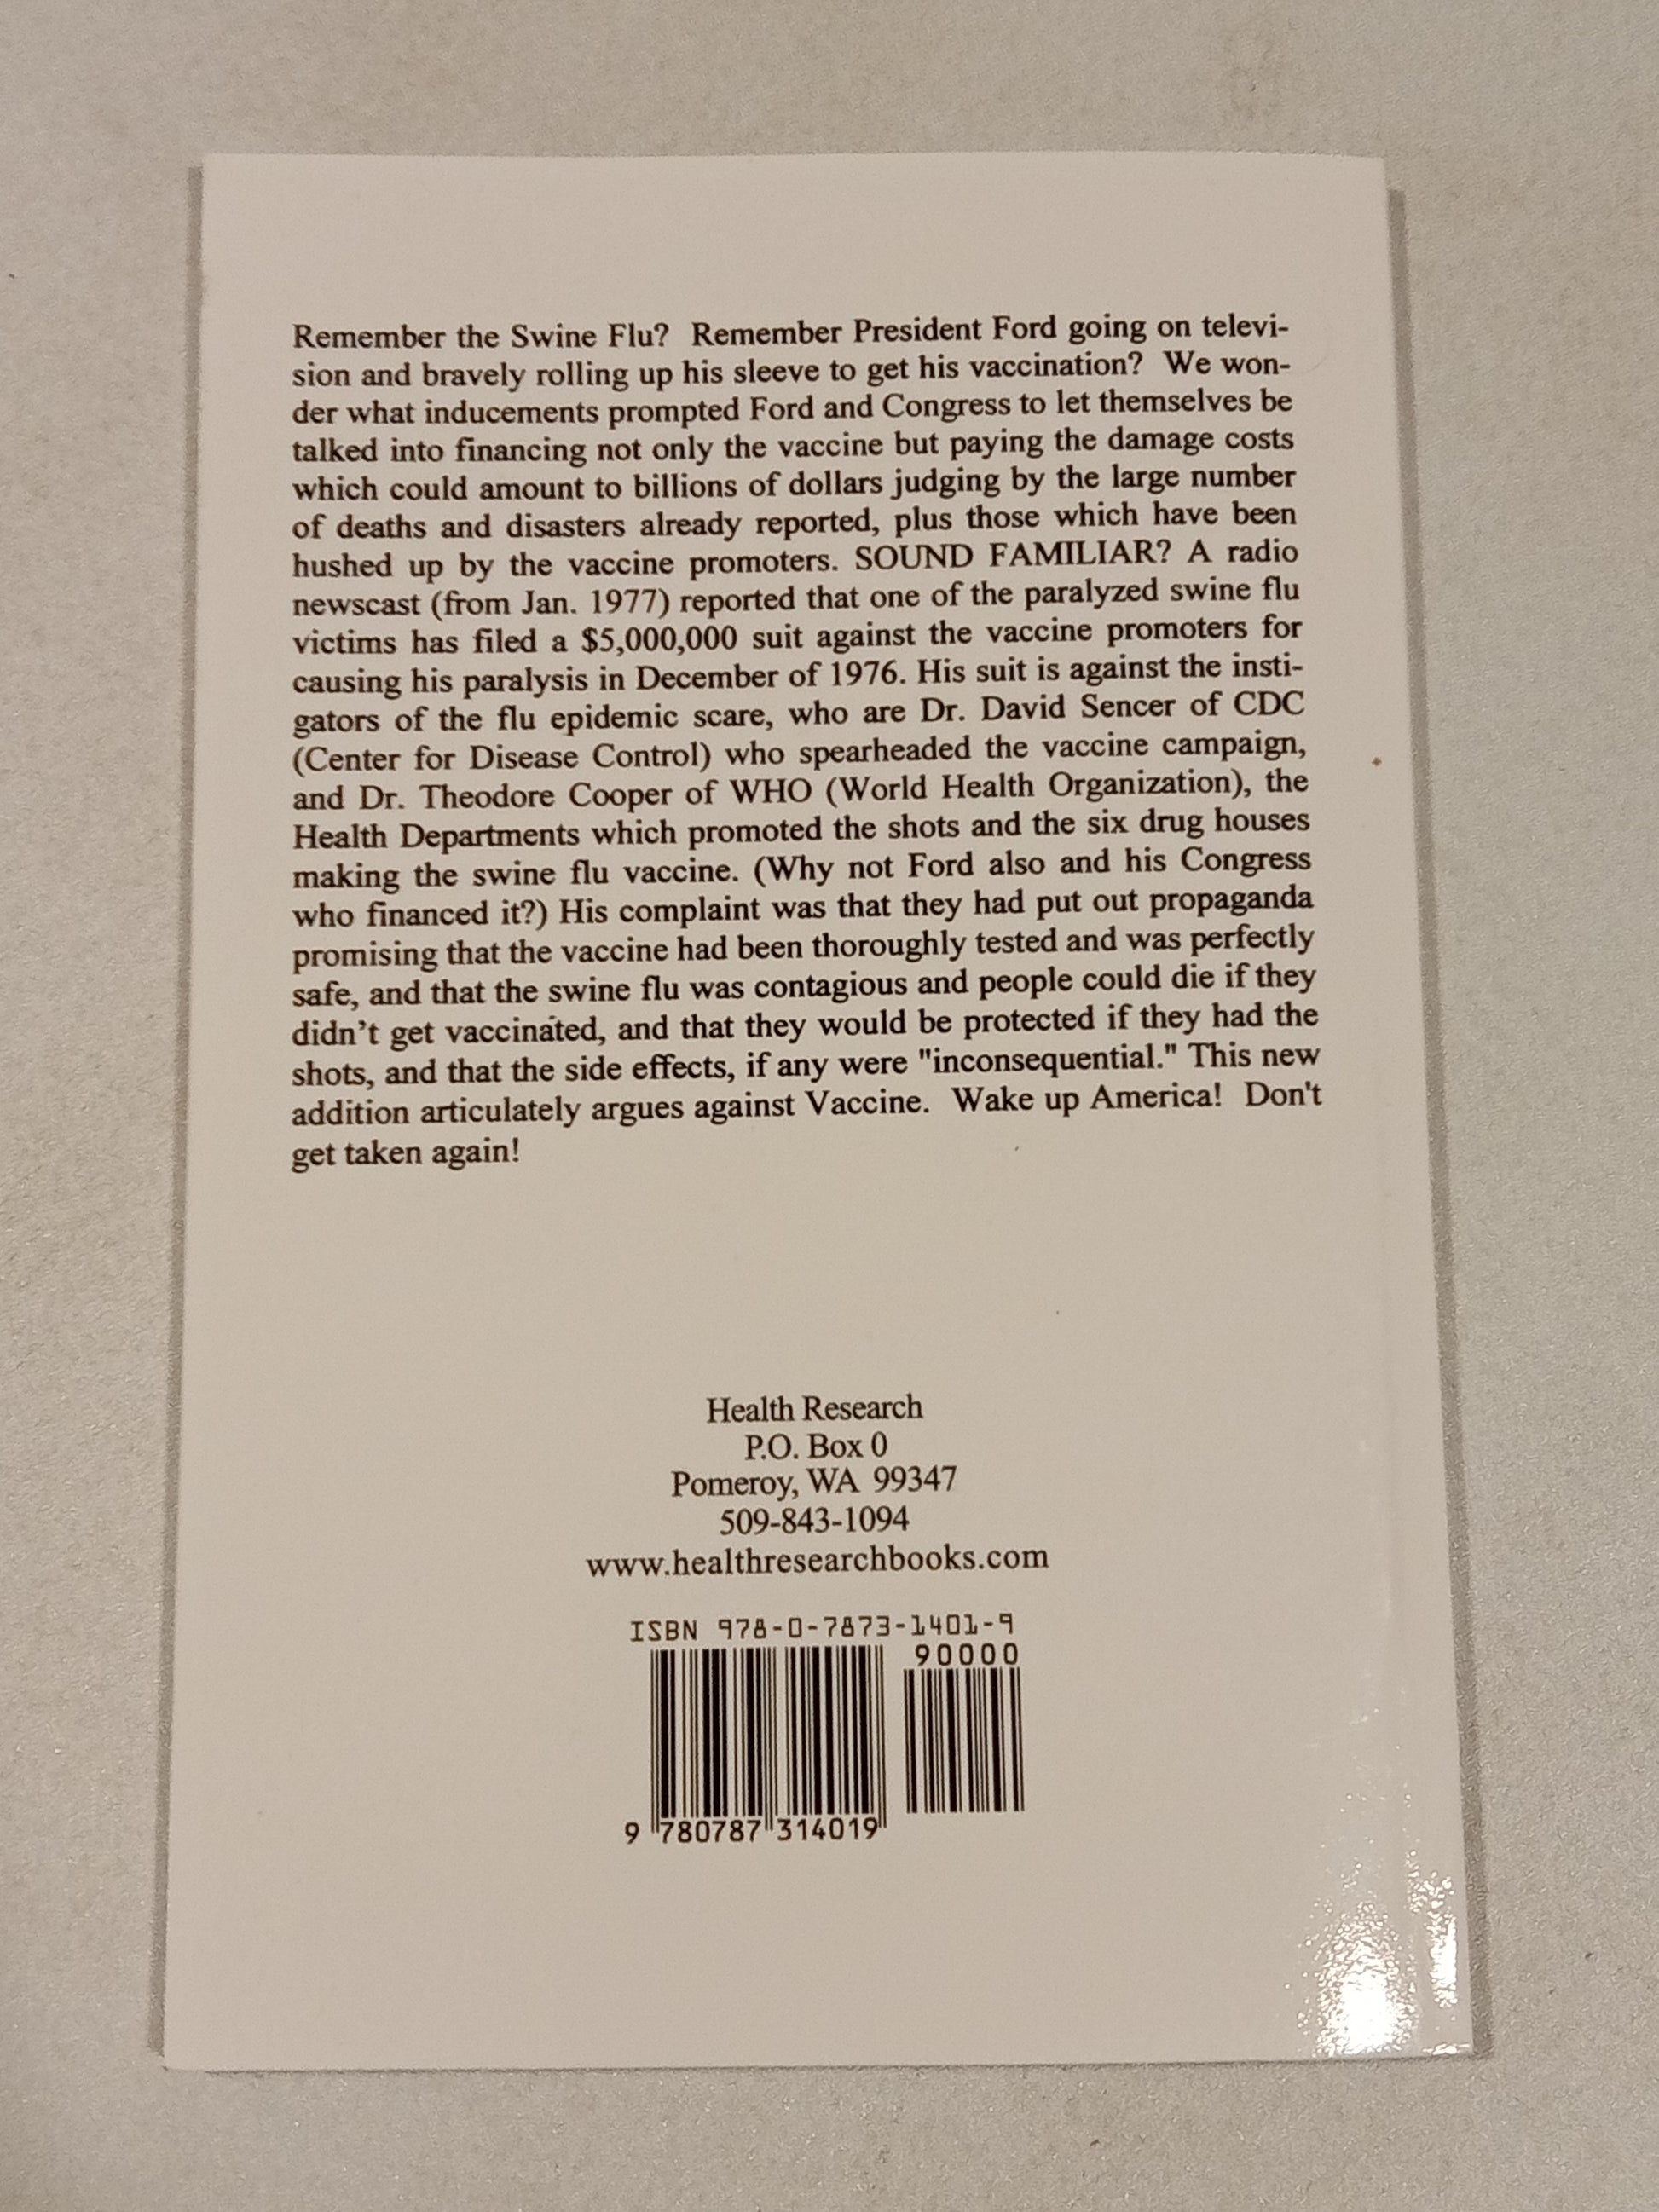 Remember the Swine Flu? Remember President Ford going on televi-
sion and bravely rolling up his sleeve to get his vaccination? We won-
der what inducements prompted Ford and Congress to let themselves be
talked into financing not only the vaccine but paying the damage costs
which could amount to billions of dollars judging by the large number
of deaths and disasters already reported, plus those which have been
hushed up by the vaccine promoters. SOUND FAMILIAR? A radio
newscast (from Jan. 1977) reported that one of the paralyzed swine flu
victims has filed a $5,000,000 suit against the vaccine promoters for
causing his paralysis in December of 1976. His suit is against the insti-
gators of the flu epidemic scare, who are Dr. David Sencer of CDC
(Center for Disease Control) who spearheaded the vaccine campaign,
and Dr. Theodore Cooper of WHO (World Health Organization), the
Health Departments which promoted the shots and the six drug houses
making the swine flu vaccine. (Why not Ford also and his Congress
who financed it?) His complaint was that they had put out propaganda
promising that the vaccine had been thoroughly tested and was perfectly
safe, and that the swine flu was contagious and people could die if they
didn’t get vaccinated, and that they would be protected if they had the
shots, and that the side effects, if any were "inconsequential." This new
addition articulately argues against Vaccine. Wake up America! Don't
get taken again!
Health Research
P.O. Box 0
Pomeroy, WA 99347
509-843-1094
www.healthresearchbooks.com
ISBN 978-0-7873-1401-9
90000
9 780787 314019